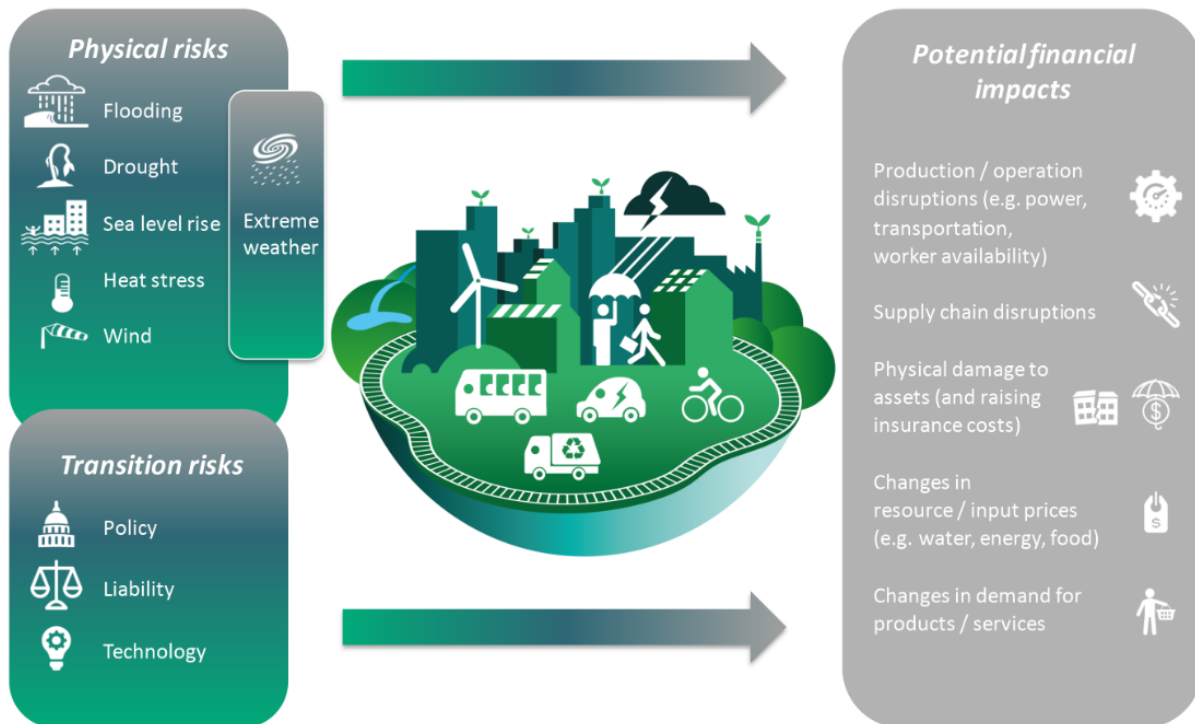 Physical risks
Flooding
Drought
Sea level rise
Heat stress
Wind
Extreme
weather
Transition risks
Policy
Liability
Technology
Potential financial
impacts
Production / operation
disruptions (e.g. power,
transportation,
worker availability)
Supply chain disruptions
Physical damage to
assets (and raising
insurance costs)
$
Changes in
resource / input prices
(e.g. water, energy, food)
$
Changes in demand for
products / services